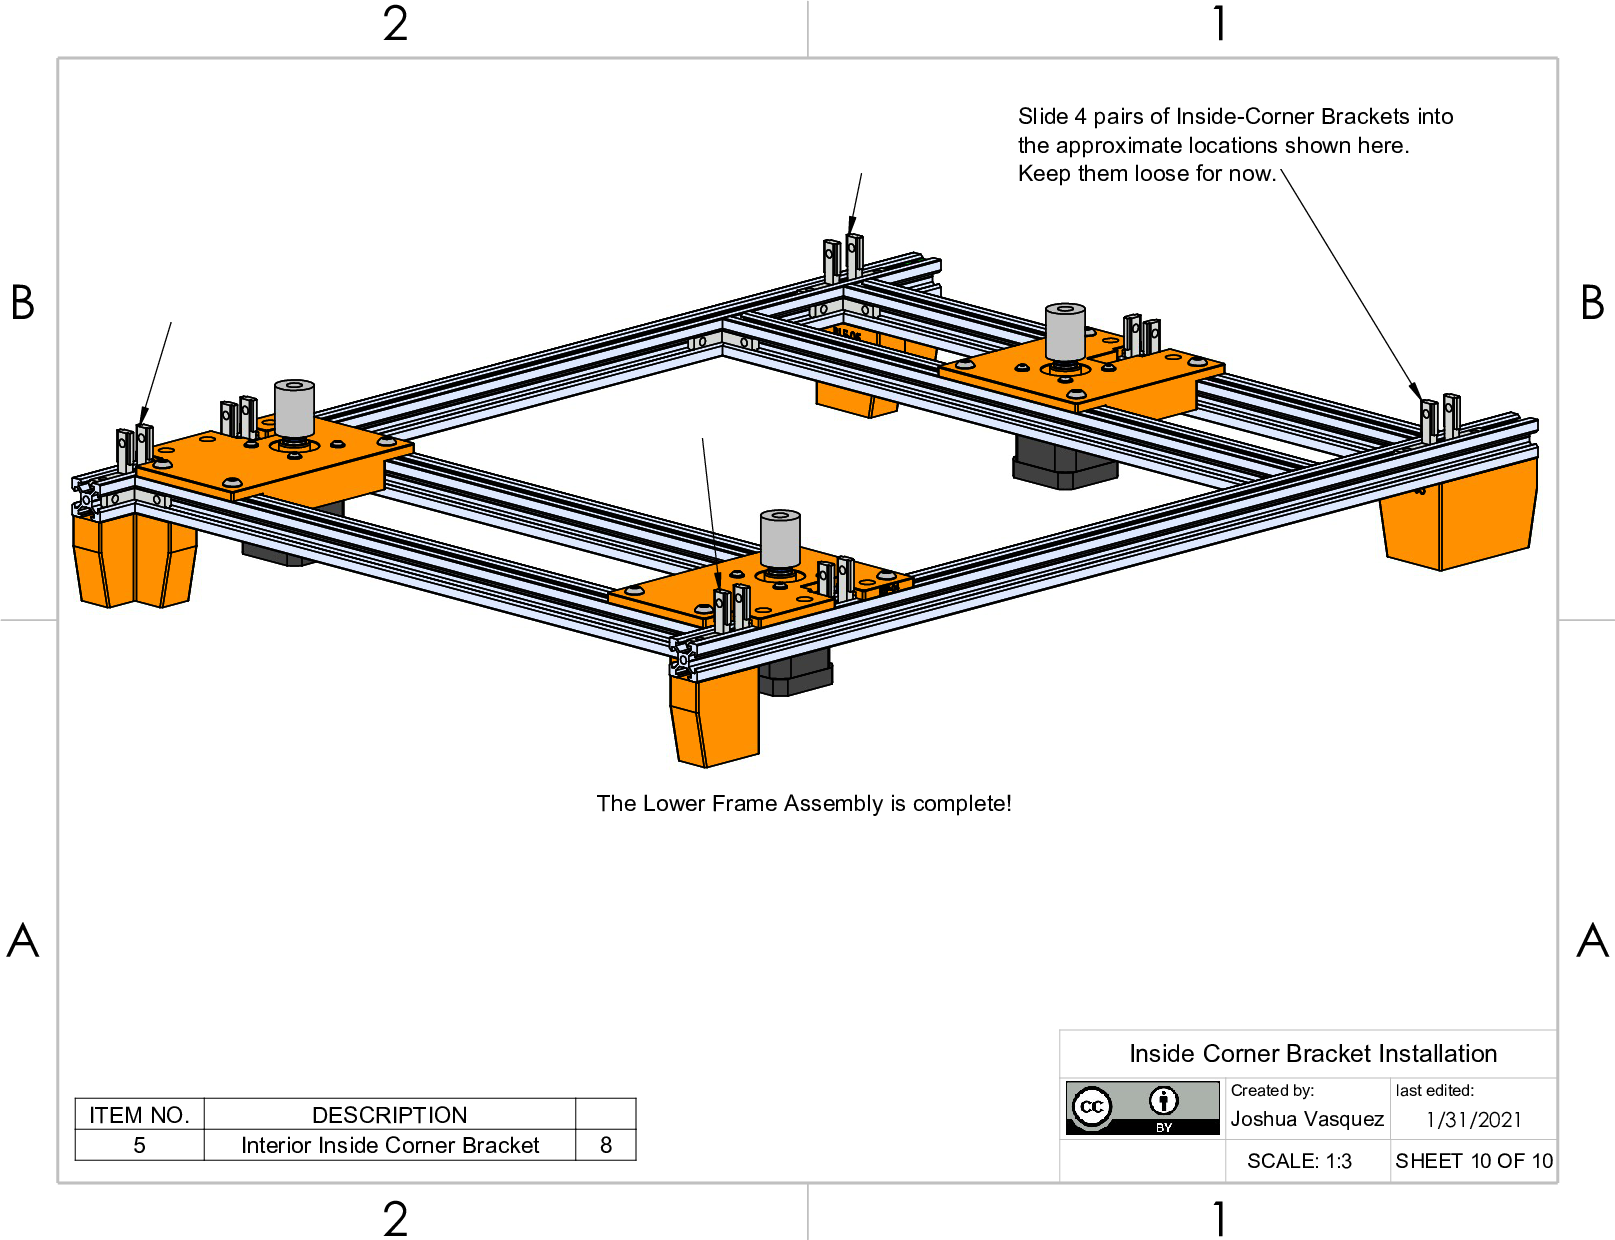 2
1
Slide 4 pairs of Inside-Corner Brackets into
the approximate locations shown here.
Keep them loose for now.
B
B
The Lower Frame Assembly is complete!
A
A
Inside Corner Bracket Installation
Created by:
last edited:
Joshua Vasquez
1/31/2021
cc
BY
SCALE: 1:3
SHEET 10 OF 10
ITEM NO.
DESCRIPTION
5
Interior Inside Corner Bracket
8
2
1